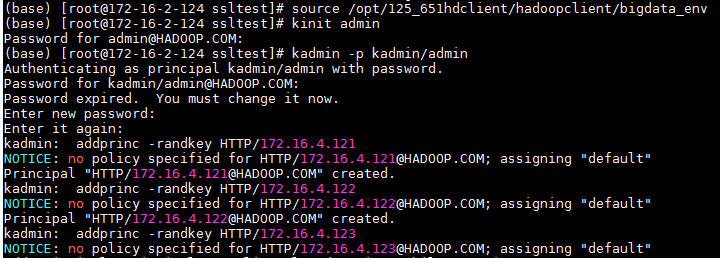 (base) [root@172-16-2-124 ssltest]# source /opt/125_651hdclient/hadoopclient/bigdata_env
(base) [root@172-16-2-124 ssltest]# kinit admin
Password for admin@HADOOP.COM:
(base) [root@172-16-2-124 ssltest]# kadmin -p kadmin/admin
Authenticating as principal kadmin/admin with password.
Password for kadmin/admin@HADOOP.COM:
Password expired.  You must change it now.
Enter new password:
Enter it again:
kadmin:  addprinc -randkey HTTP/172.16.4.121
NOTICE: no policy specified for HTTP/172.16.4.121@HADOOP.COM; assigning "default"
Principal "HTTP/172.16.4.121@HADOOP.COM" created.
kadmin:  addprinc -randkey HTTP/172.16.4.122
NOTICE: no policy specified for HTTP/172.16.4.122@HADOOP.COM; assigning "default"
Principal "HTTP/172.16.4.122@HADOOP.COM" created.
kadmin:  addprinc -randkey HTTP/172.16.4.123
NOTICE: no policy specified for HTTP/172.16.4.123@HADOOP.COM; assigning "default"